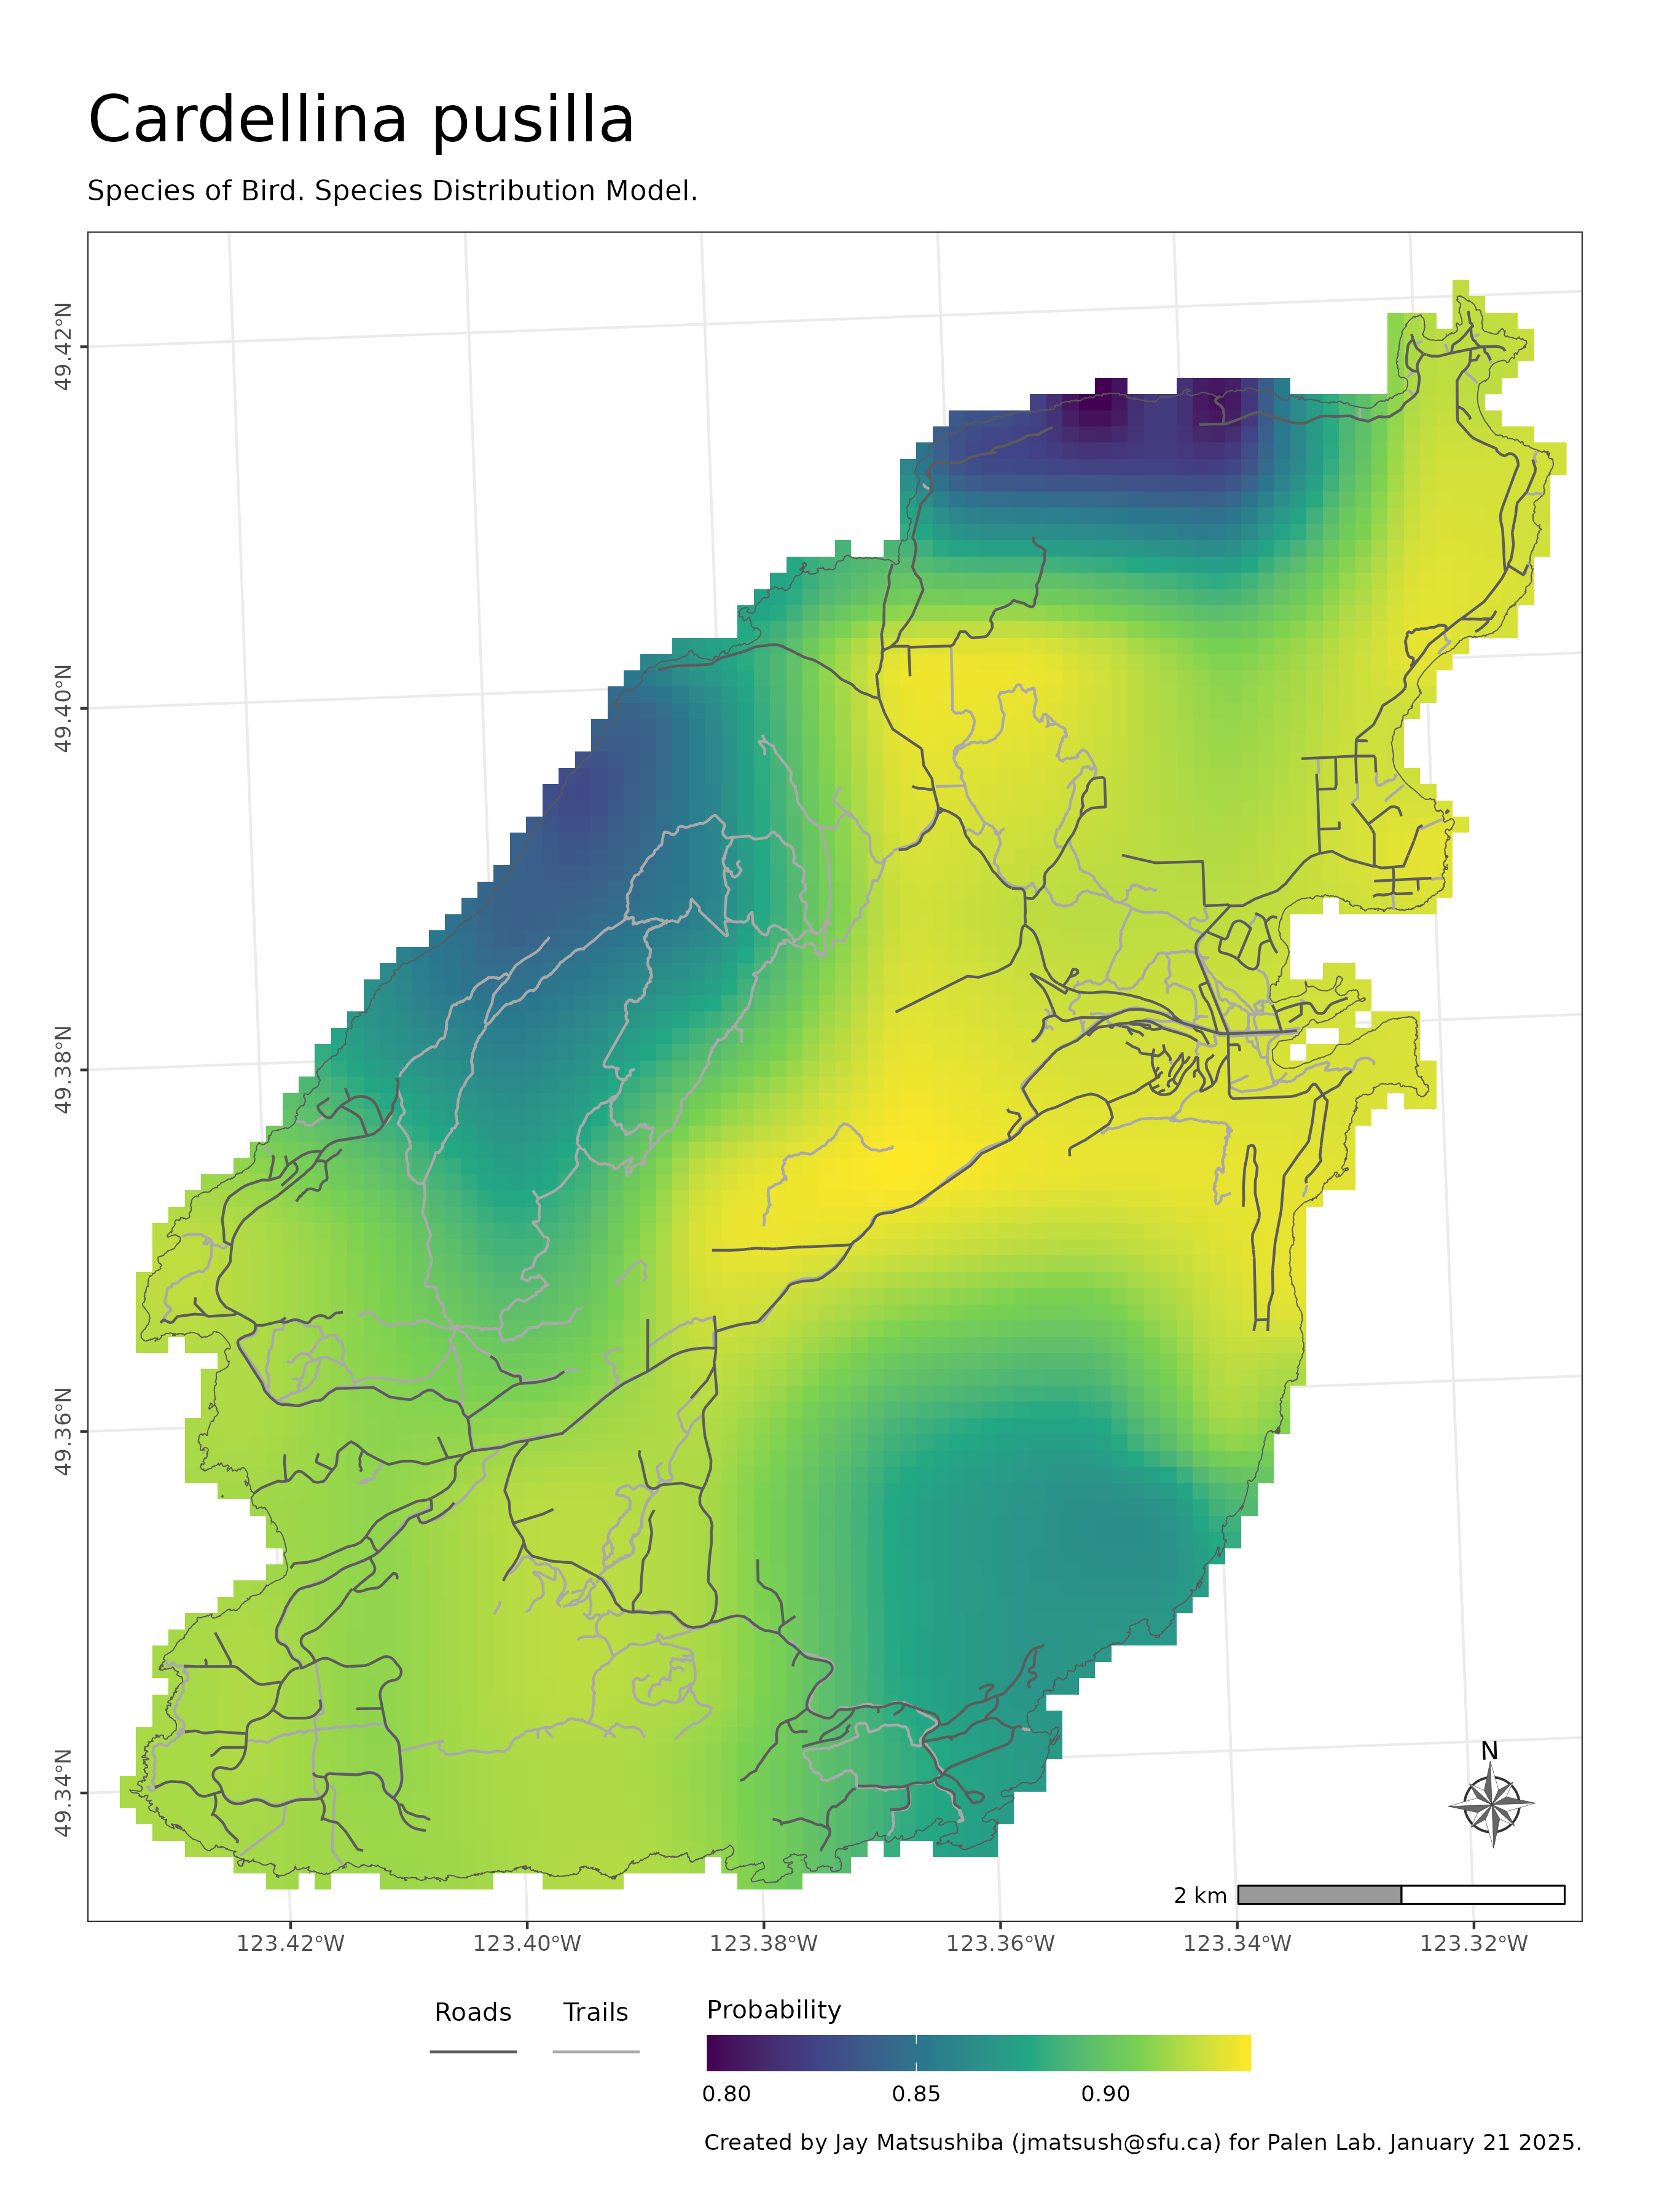 Cardellina pusilla
Species of Bird. Species Distribution Model.
49.42°N
49.40°N
49.38°N
49.36°N
49.34°N
N
2 km
123.42°W 123.40°W 123.38°W 123.36°W 123.34°W 123.32°W
Roads Trails Probability
0.80 0.85 0.90
Created by Jay Matsushiba (jmatsush@sfu.ca) for Palen Lab. January 21 2025.